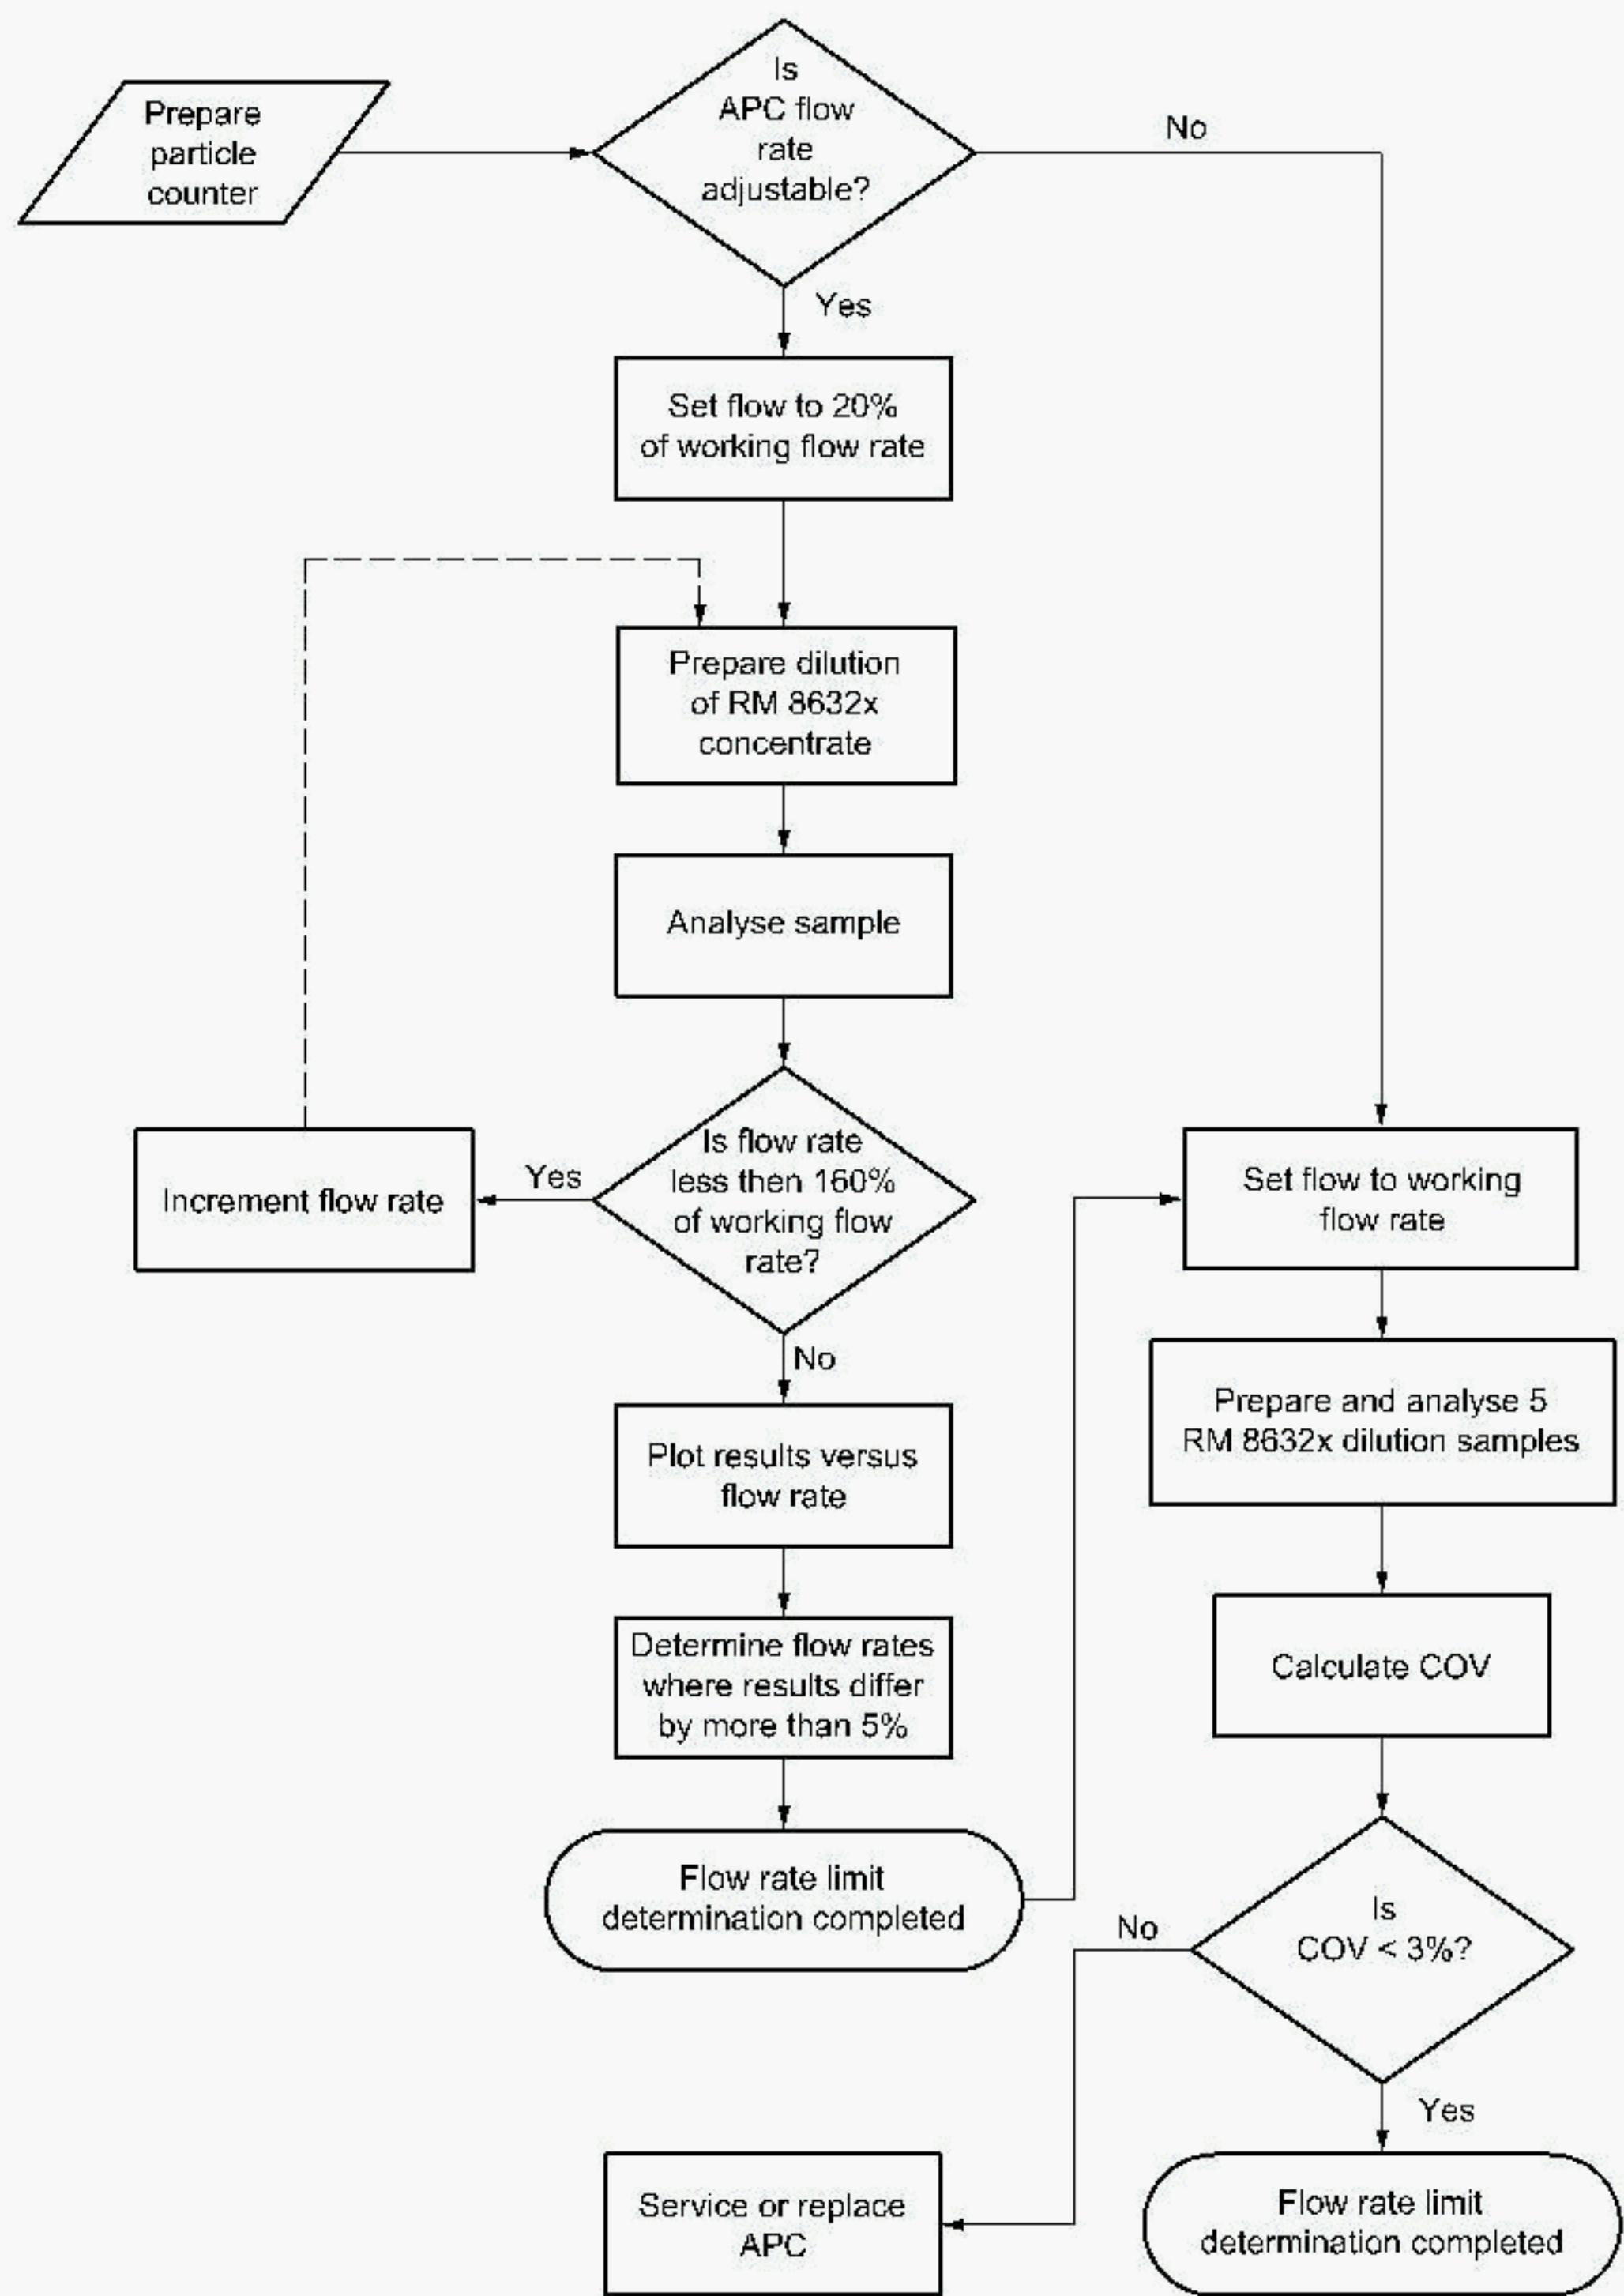 Prepare
particle
counter
Is
APC flow
rate
adjustable?
No
Yes
Set flow to 20%
of working flow rate
Prepare dilution
of RM 8632x
concentrate
Analyse sample
Is flow rate
less then 160%
of working flow
rate?
Yes
Increment flow rate
No
Plot results versus
flow rate
Determine flow rates
where results differ
by more than 5%
Flow rate limit
determination completed
Set flow to working
flow rate
Prepare and analyse 5
RM 8632x dilution samples
Calculate COV
Is
COV < 3%?
No
Yes
Service or replace
APC
Flow rate limit
determination completed